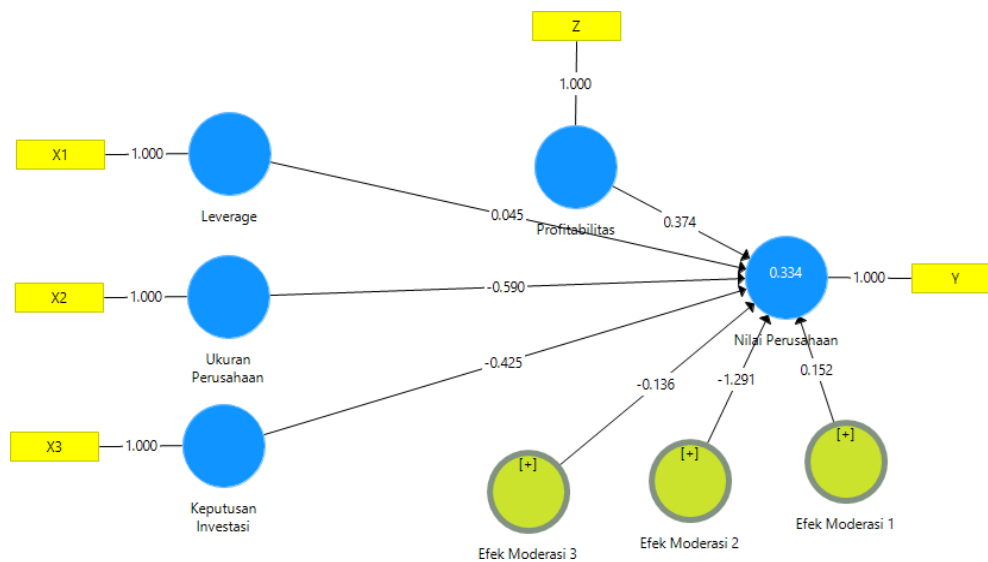 Z
1.000
X1
1.000
Leverage
Profitabilitas
0.045
0.374
X2
1.000
-0.590
0.334
1.000
Y
Ukuran
Perusahaan
Nilai Perusahaan
-0.425
-0.136
-1.291
0.152
X3
1.000
Keputusan
Investasi
[+]
[+]
[+]
Efek Moderasi 3
Efek Moderasi 2
Efek Moderasi 1